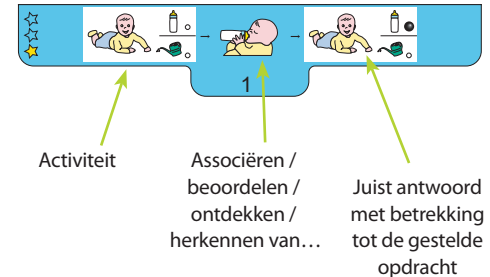 1
Activiteit
Associëren /
beoordelen /
ontdekken /
herkennen van…
Juist antwoord
met betrekking
tot de gestelde
opdracht